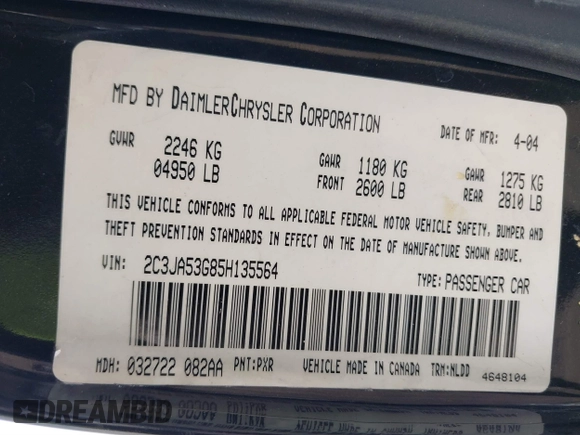 MFD BY DAIMLERCHRYSLER CORPORATION
DATE OF MFR: 4-04
GVWR 2246 KG
04950 LB
GAWR FRONT 1180 KG
2600 LB
GAWR REAR 1275 KG
2810 LB
THIS VEHICLE CONFORMS TO ALL APPLICABLE FEDERAL MOTOR VEHICLE SAFETY, BUMPER AND
THEFT PREVENTION STANDARDS IN EFFECT ON THE DATE OF MANUFACTURE SHOWN ABOVE.
VIN: 2C3JA53G85H135564
TYPE: PASSENGER CAR
MDH: 032722 082AA PNT:PXR VEHICLE MADE IN CANADA TRM:NLDD
4648104
DREAMBID